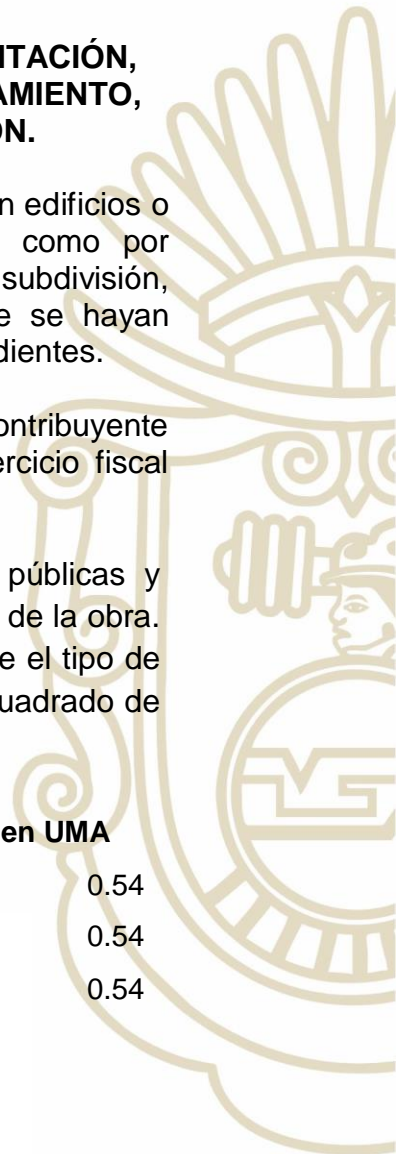 ITACIÓN,
AMIENTO,
ÓN.
n edificios o
como por
subdivisión,
e se hayan
dientes.
ontribuyente
ercicio fiscal
públicas y
de la obra.
e el tipo de
uadrado de
en UMA
0.54
0.54
0.54